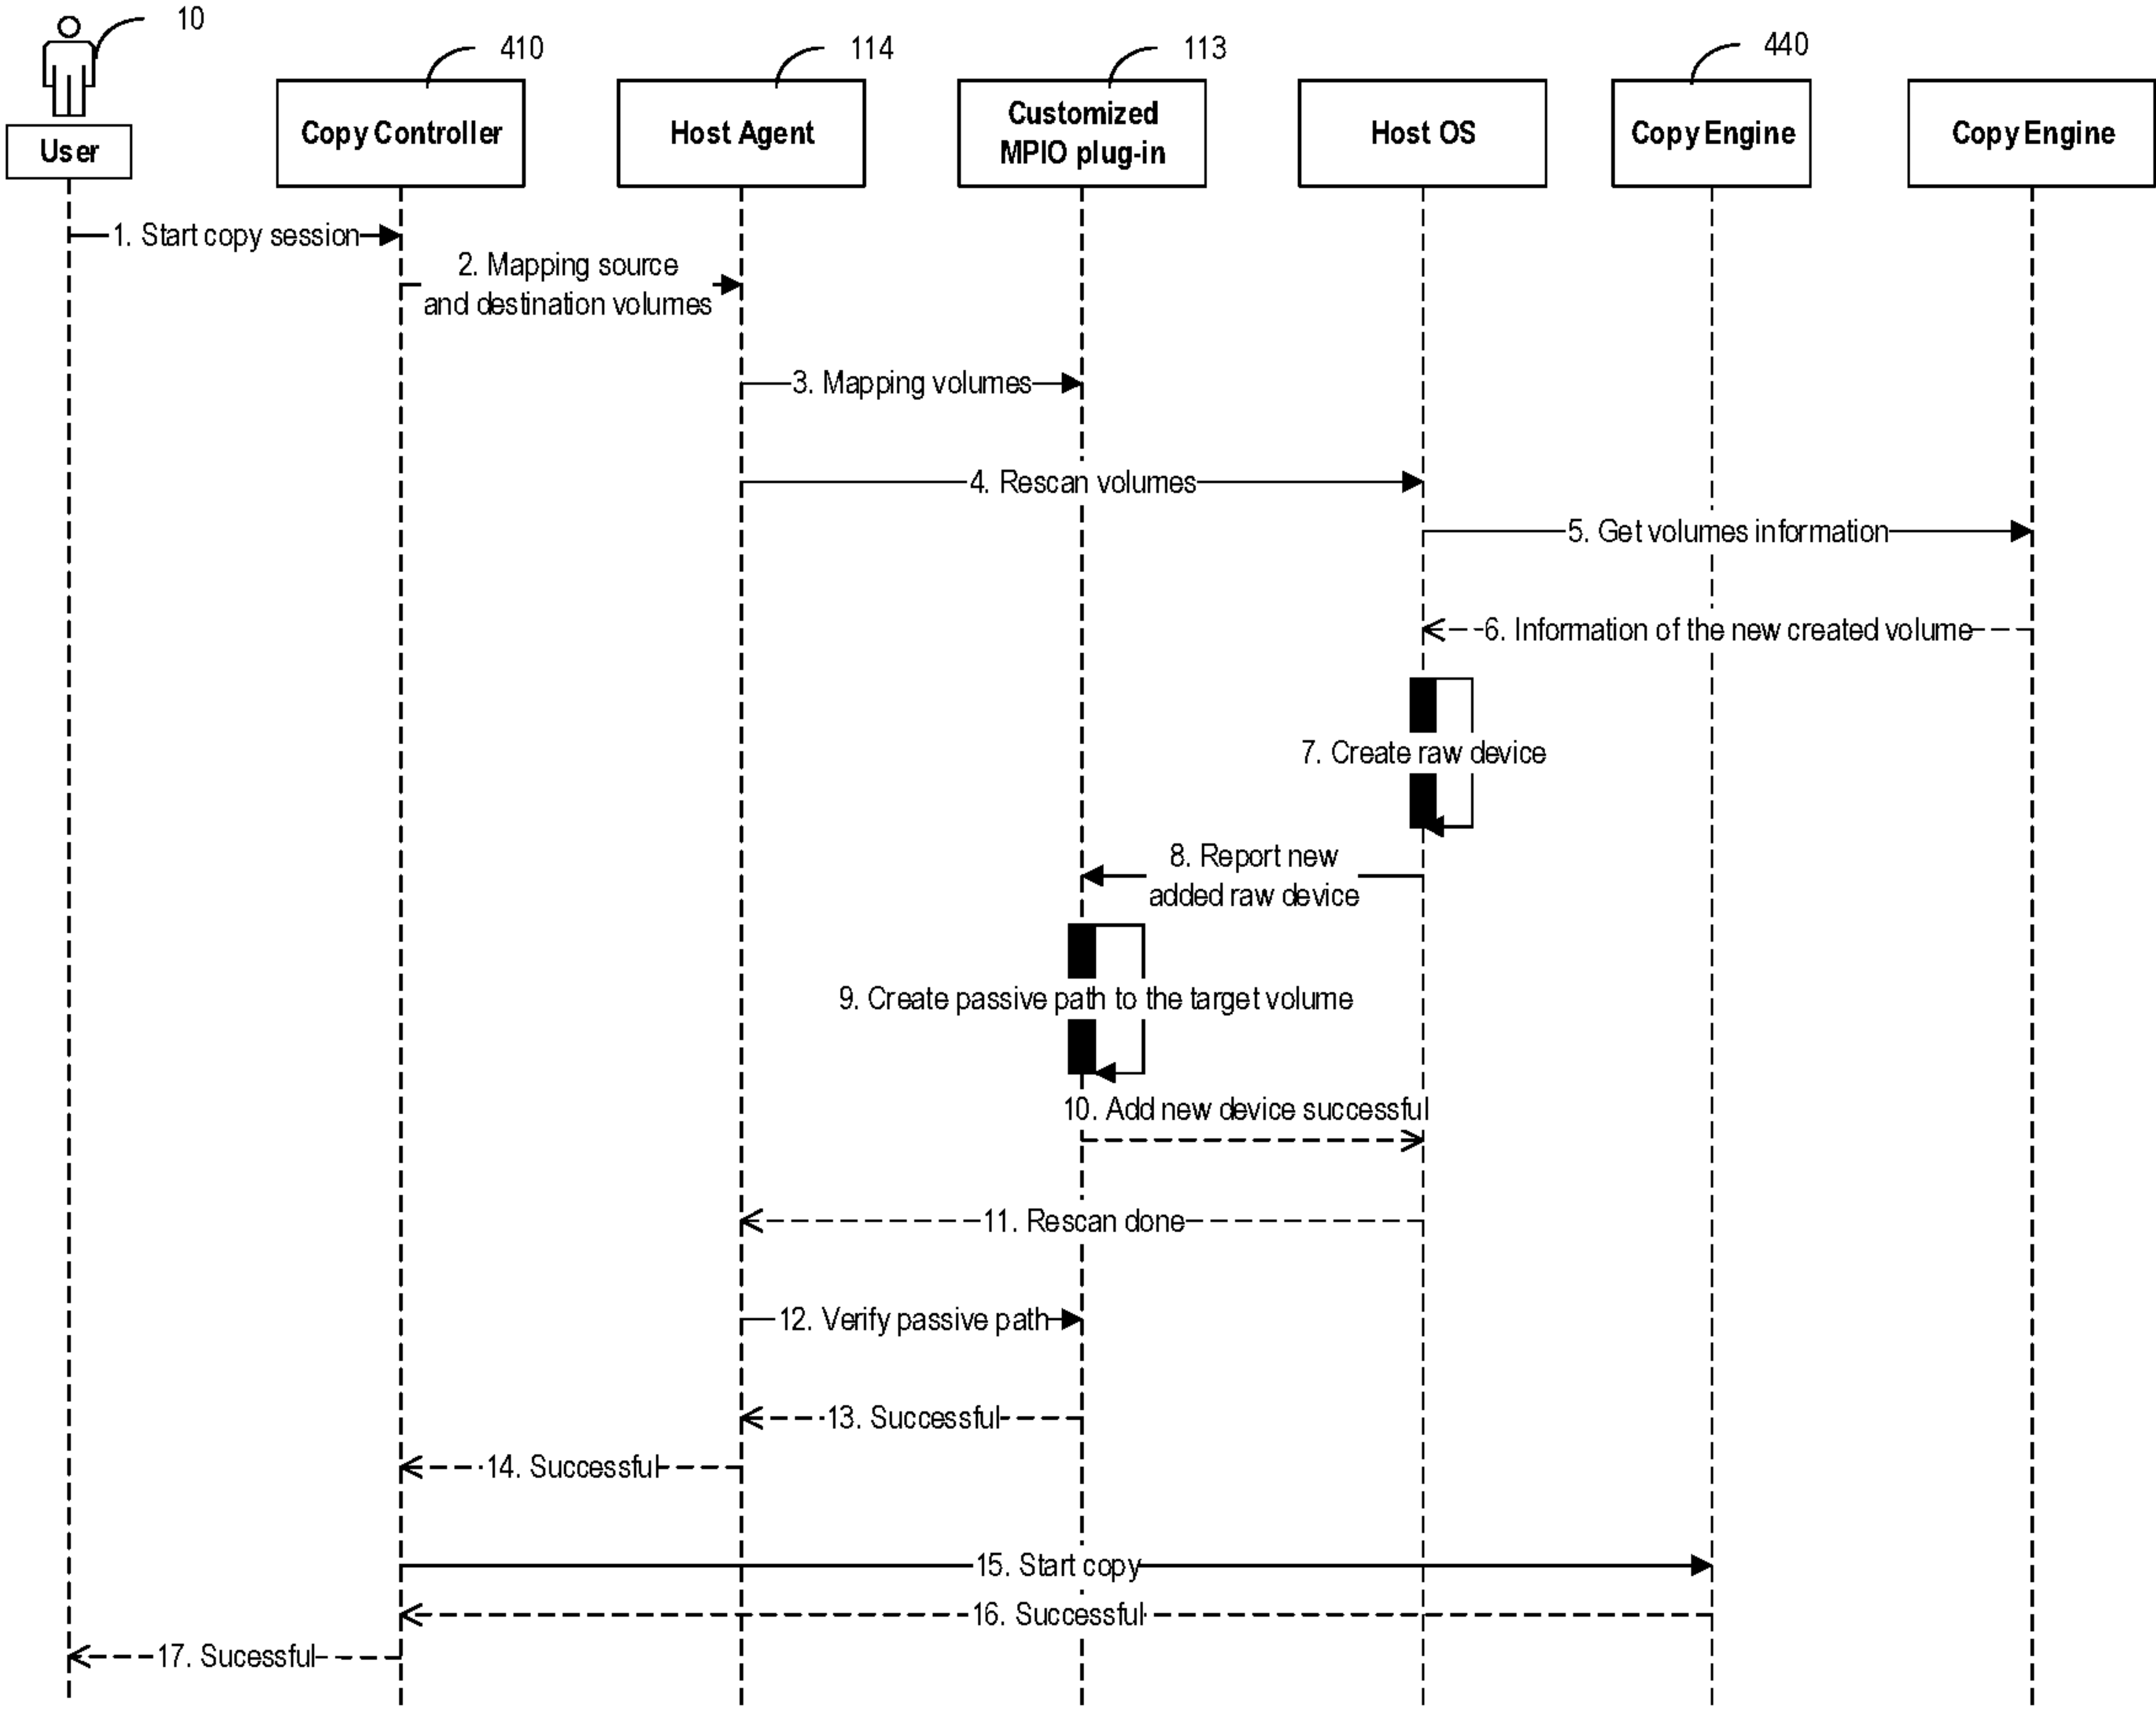 10
410
114
113
440
User
Copy Controller
Host Agent
Customized
MPIO plug-in
Host OS
Copy Engine
Copy Engine
1. Start copy session
2. Mapping source
and destination volumes
3. Mapping volumes
4. Rescan volumes
5. Get volumes information
6. Information of the new created volume
7. Create raw device
8. Report new
added raw device
9. Create passive path to the target volume
10. Add new device successful
11. Rescan done
12. Verify passive path
13. Successful
14. Successful
15. Start copy
16. Successful
17. Sucessful